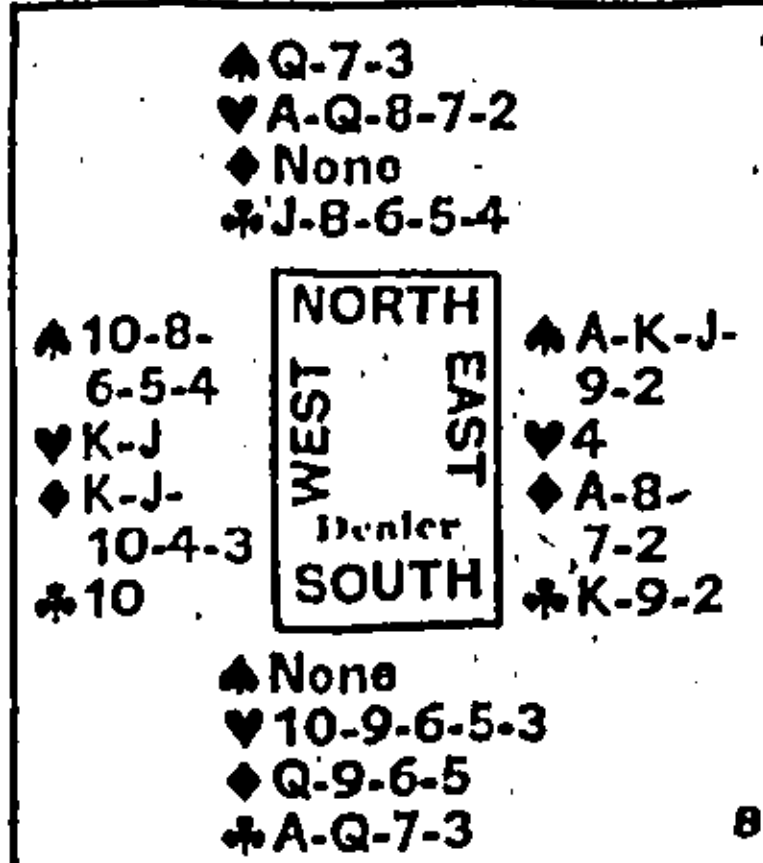 ♠ Q-7-3
♥ A-Q-8-7-2
♦ None
♣ J-8-6-5-4
♠ 10-8-
6-5-4
♥ K-J
♦ K-J-
10-4-3
♣ 10
NORTH
WEST
EAST
Dealer
SOUTH
♠ A-K-J-
9-2
♥ 4
♦ A-8-
7-2
♣ K-9-2
♠ None
♥ 10-9-6-5-3
♦ Q-9-6-5
♣ A-Q-7-3
8